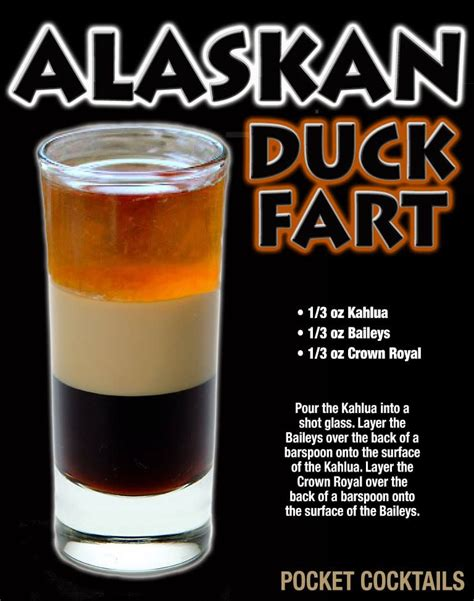 ALASKAN
DUCK
FART
• 1/3 oz Kahlua
• 1/3 oz Baileys
• 1/3 oz Crown Royal
Pour the Kahlua into a
shot glass. Layer the
Baileys over the back of a
barspoon onto the surface
of the Kahlua. Layer the
Crown Royal over the
back of a barspoon onto
the surface of the Baileys.
POCKET COCKTAILS